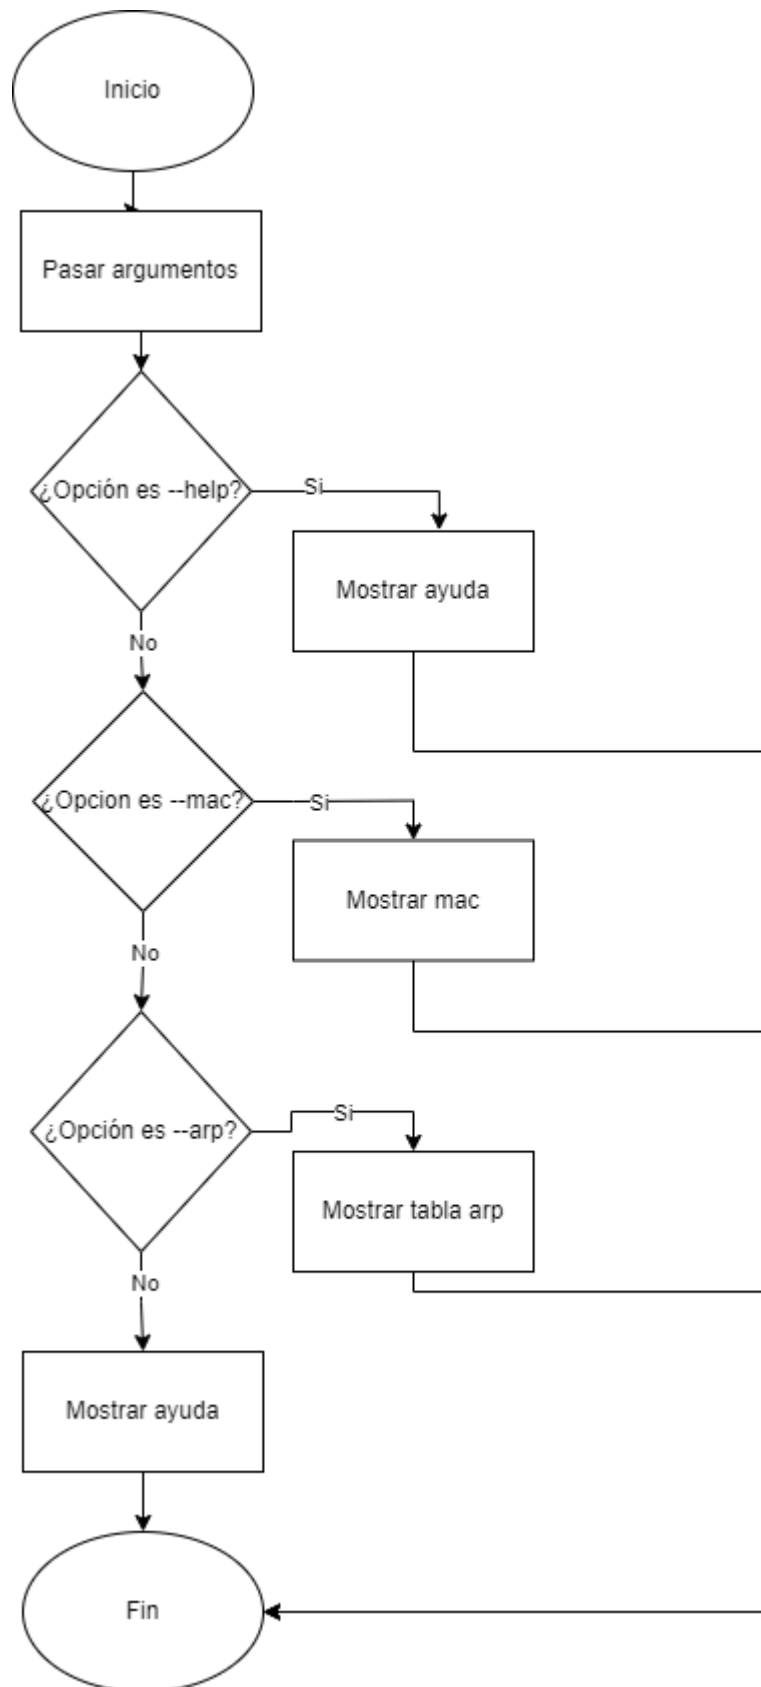 Inicio
Pasar argumentos
¿Opción es --help?
Si
Mostrar ayuda
No
¿Opcion es --mac?
Si
Mostrar mac
No
¿Opción es --arp?
Si
Mostrar tabla arp
No
Mostrar ayuda
Fin